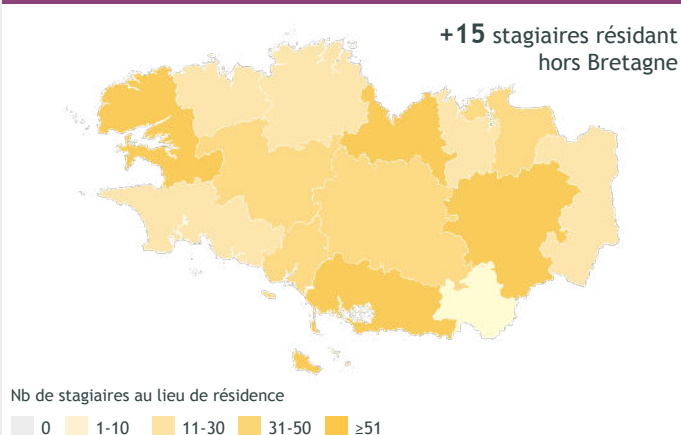 +15 stagiaires résidant
hors Bretagne
Nb de stagiaires au lieu de résidence
0 1-10 11-30 31-50 ≥51